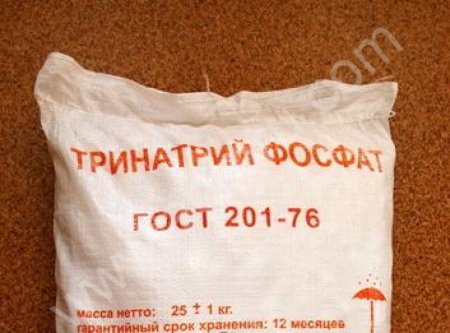 ТРИНАТРИЙ ФОСФАТ
ГОСТ 201-76
масса нетто: 25 ± 1 кг.
гарантийный срок хранения: 12 месяцев